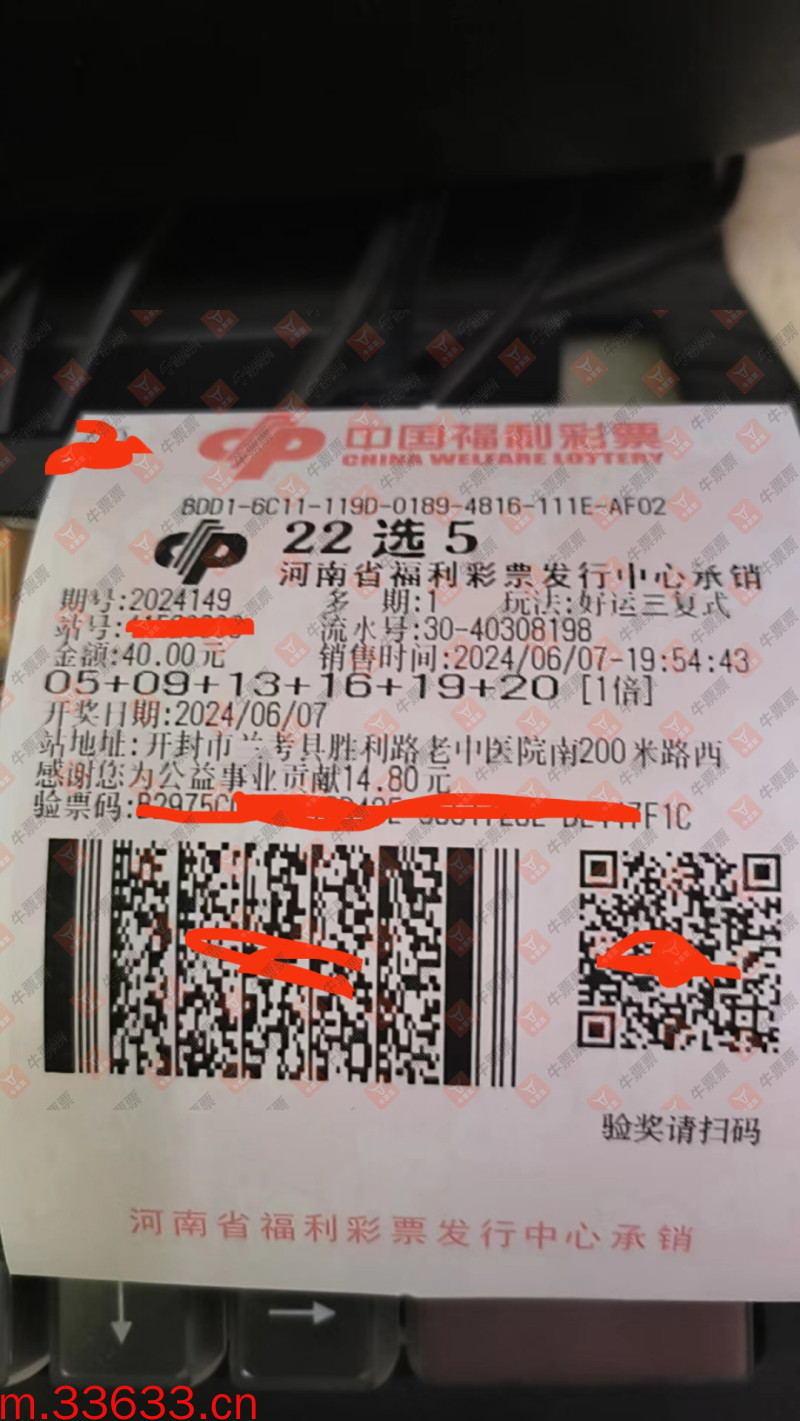 中国福利彩票
CHINA WELFARE LOTTERY
8DD1-6C11-119D-0189-4816-111E-AF02
22选5
河南省福利彩票发行中心承销
期号:2024149 多 期:1 玩法:好运三复式
站号: 流水号:30-40308198
金额:40.00元 销售时间:2024/06/07-19:54:43
05+09+13+16+19+20 [1倍]
开奖日期:2024/06/07
站地址:开封市兰考县胜利路老中医院南200米路西
感谢您为公益事业贡献14.80元
验票码:
验奖请扫码
河南省福利彩票发行中心承销
牛票票
m.33633.cn